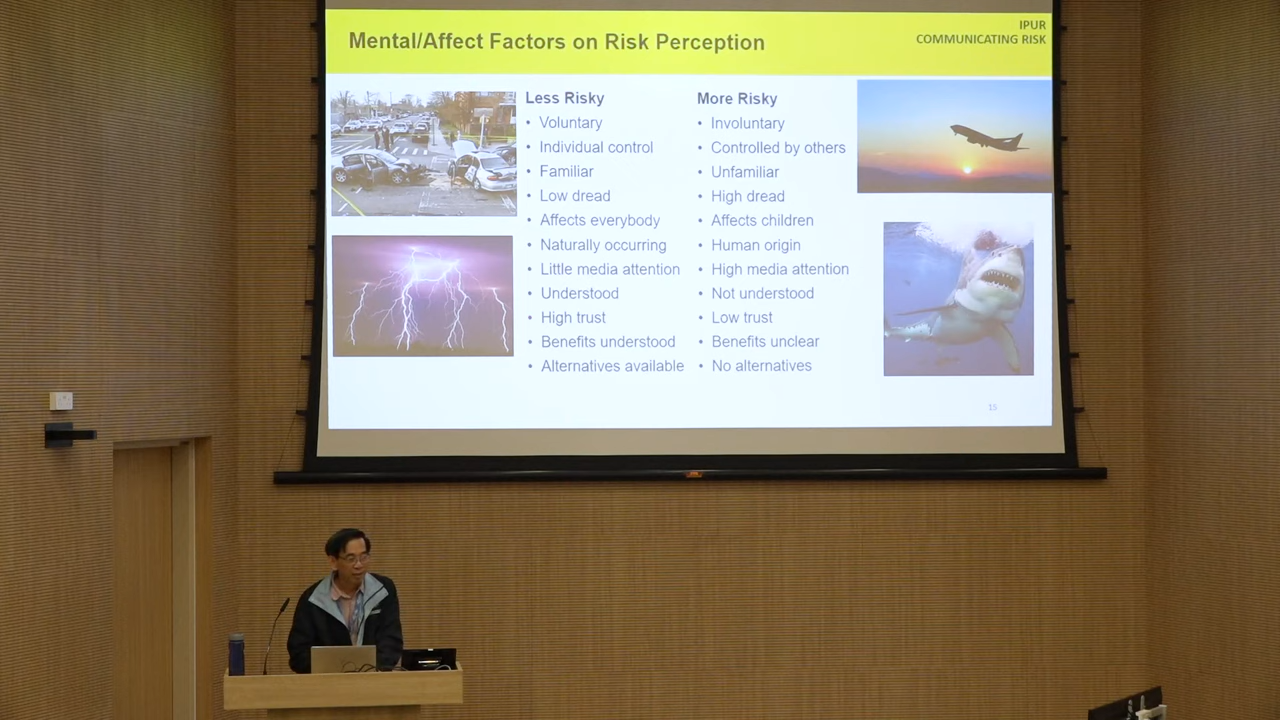 Mental/Affect Factors on Risk Perception
IPUR
COMMUNICATING RISK
Less Risky
• Voluntary
• Individual control
• Familiar
• Low dread
• Affects everybody
• Naturally occurring
• Little media attention
• Understood
• High trust
• Benefits understood
• Alternatives available
More Risky
• Involuntary
• Controlled by others
• Unfamiliar
• High dread
• Affects children
• Human origin
• High media attention
• Not understood
• Low trust
• Benefits unclear
• No alternatives